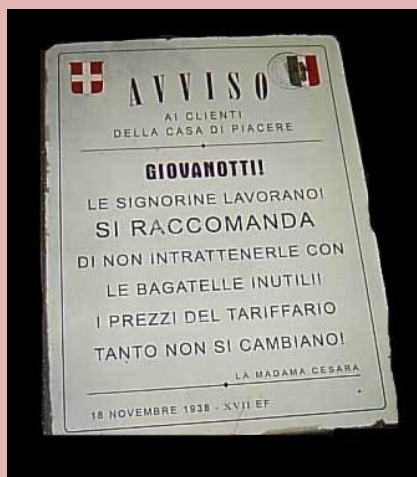 AVVISO
AI CLIENTI
DELLA CASA DI PIACERE
GIOVANOTTI!
LE SIGNORINE LAVORANO!
SI RACCOMANDA
DI NON INTRATTENERLE CON
LE BAGATELLE INUTILI!
I PREZZI DEL TARIFFARIO
TANTO NON SI CAMBIANO!
LA MADAMA: CESARA
18 NOVEMBRE 1938 - XVII EF